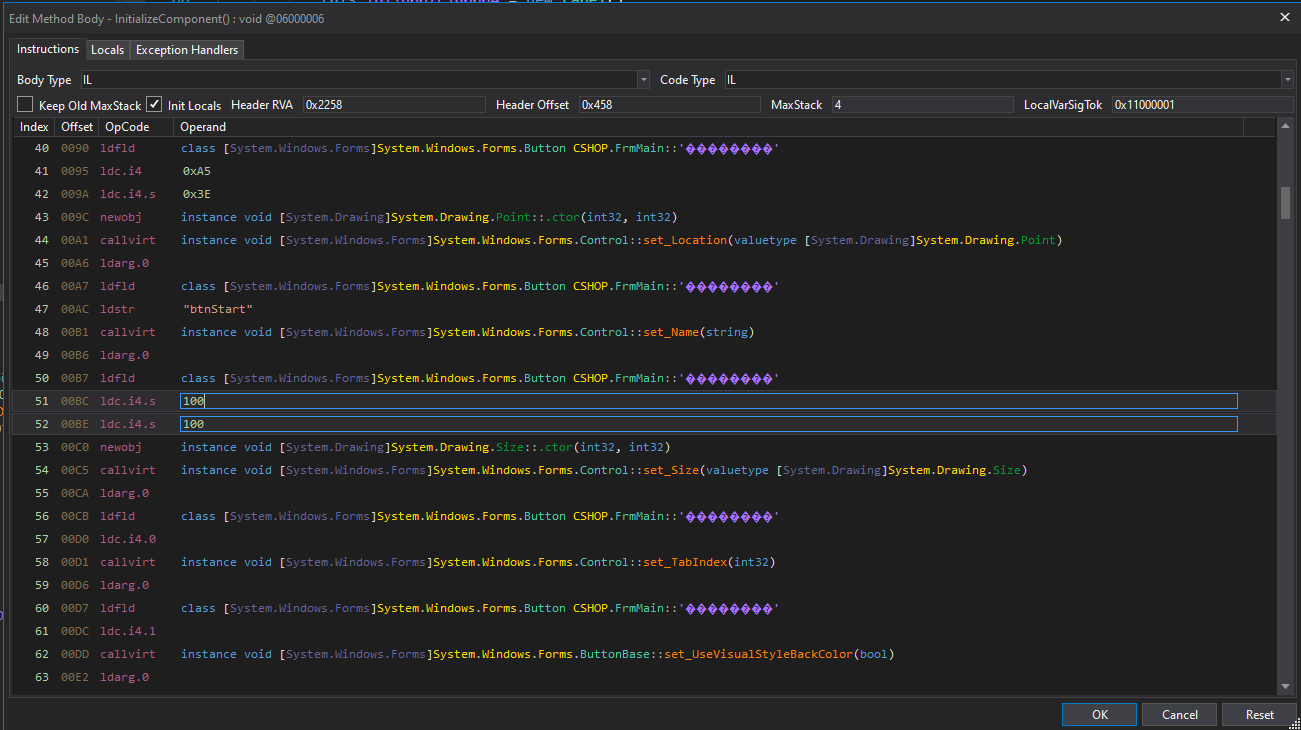 Edit Method Body - InitializeComponent() : void @06000006
Instructions Locals Exception Handlers
Body Type IL Code Type IL
Keep Old MaxStack Init Locals Header RVA 0x2258 Header Offset 0x458 MaxStack 4 LocalVarSigTok 0x11000001
Index Offset OpCode Operand
40 0090 ldfld class [System.Windows.Forms]System.Windows.Forms.Button CSHOP.FrmMain::'��������'
41 0095 ldc.i4 0xA5
42 009A ldc.i4.s 0x3E
43 009C newobj instance void [System.Drawing]System.Drawing.Point::.ctor(int32, int32)
44 00A1 callvirt instance void [System.Windows.Forms]System.Windows.Forms.Control::set_Location(valuetype [System.Drawing]System.Drawing.Point)
45 00A6 ldarg.0
46 00A7 ldfld class [System.Windows.Forms]System.Windows.Forms.Button CSHOP.FrmMain::'��������'
47 00AC ldstr "btnStart"
48 00B1 callvirt instance void [System.Windows.Forms]System.Windows.Forms.Control::set_Name(string)
49 00B6 ldarg.0
50 00B7 ldfld class [System.Windows.Forms]System.Windows.Forms.Button CSHOP.FrmMain::'��������'
51 00BC ldc.i4.s 100
52 00BE ldc.i4.s 100
53 00C0 newobj instance void [System.Drawing]System.Drawing.Size::.ctor(int32, int32)
54 00C5 callvirt instance void [System.Windows.Forms]System.Windows.Forms.Control::set_Size(valuetype [System.Drawing]System.Drawing.Size)
55 00CA ldarg.0
56 00CB ldfld class [System.Windows.Forms]System.Windows.Forms.Button CSHOP.FrmMain::'��������'
57 00D0 ldc.i4.0
58 00D1 callvirt instance void [System.Windows.Forms]System.Windows.Forms.Control::set_TabIndex(int32)
59 00D6 ldarg.0
60 00D7 ldfld class [System.Windows.Forms]System.Windows.Forms.Button CSHOP.FrmMain::'��������'
61 00DC ldc.i4.1
62 00DD callvirt instance void [System.Windows.Forms]System.Windows.Forms.ButtonBase::set_UseVisualStyleBackColor(bool)
63 00E2 ldarg.0
OK Cancel Reset